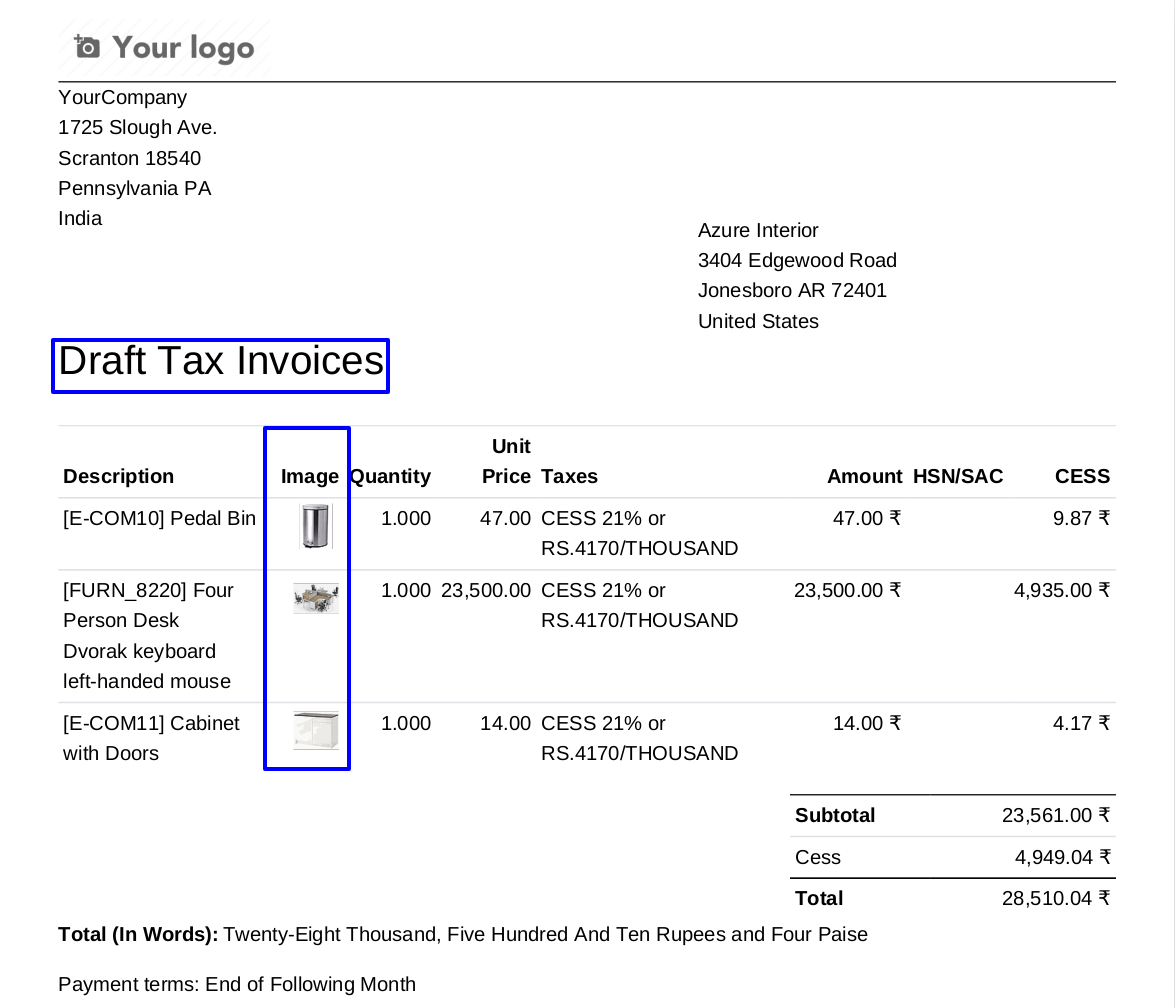 Your logo
YourCompany
1725 Slough Ave.
Scranton 18540
Pennsylvania PA
India
Azure Interior
3404 Edgewood Road
Jonesboro AR 72401
United States
Draft Tax Invoices
Description Image Quantity Unit Price Taxes Amount HSN/SAC CESS
[E-COM10] Pedal Bin 1.000 47.00 CESS 21% or 47.00 ₹ 9.87 ₹
RS.4170/THOUSAND
[FURN_8220] Four 1.000 23,500.00 CESS 21% or 23,500.00 ₹ 4,935.00 ₹
Person Desk RS.4170/THOUSAND
Dvorak keyboard
left-handed mouse
[E-COM11] Cabinet 1.000 14.00 CESS 21% or 14.00 ₹ 4.17 ₹
with Doors RS.4170/THOUSAND
Subtotal 23,561.00 ₹
Cess 4,949.04 ₹
Total 28,510.04 ₹
Total (In Words): Twenty-Eight Thousand, Five Hundred And Ten Rupees and Four Paise
Payment terms: End of Following Month